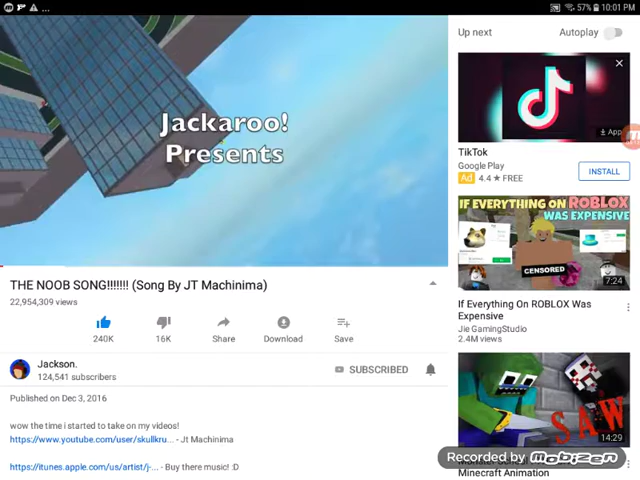 57% 10:01 PM
Jackaroo!
Presents
Up next
Autoplay
App
TikTok
Google Play
Ad 4.4 ★ FREE
INSTALL
IF EVERYTHING ON ROBLOX
WAS EXPENSIVE
CENSORED
7:24
If Everything On ROBLOX Was
Expensive
Jie GamingStudio
2.4M views
SAW
14:29
THE NOOB SONG!!!!!!! (Song By JT Machinima)
22,954,309 views
240K
16K
Share
Download
Save
Jackson.
124,541 subscribers
SUBSCRIBED
Published on Dec 3, 2016
wow the time i started to take on my videos!
https://www.youtube.com/user/skullkru... - Jt Machinima
https://itunes.apple.com/us/artist/j-... - Buy there music! :D
Recorded by Mobizen
Animation